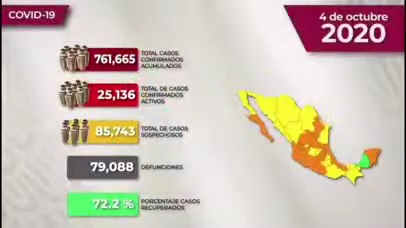 COVID-19
4 de octubre
2020
761,665
TOTAL CASOS
CONFIRMADOS
ACUMULADOS
25,136
TOTAL DE CASOS
CONFIRMADOS
ACTIVOS
85,743
TOTAL DE CASOS
SOSPECHOSOS
79,088
DEFUNCIONES
72.2 %
PORCENTAJE CASOS
RECUPERADOS